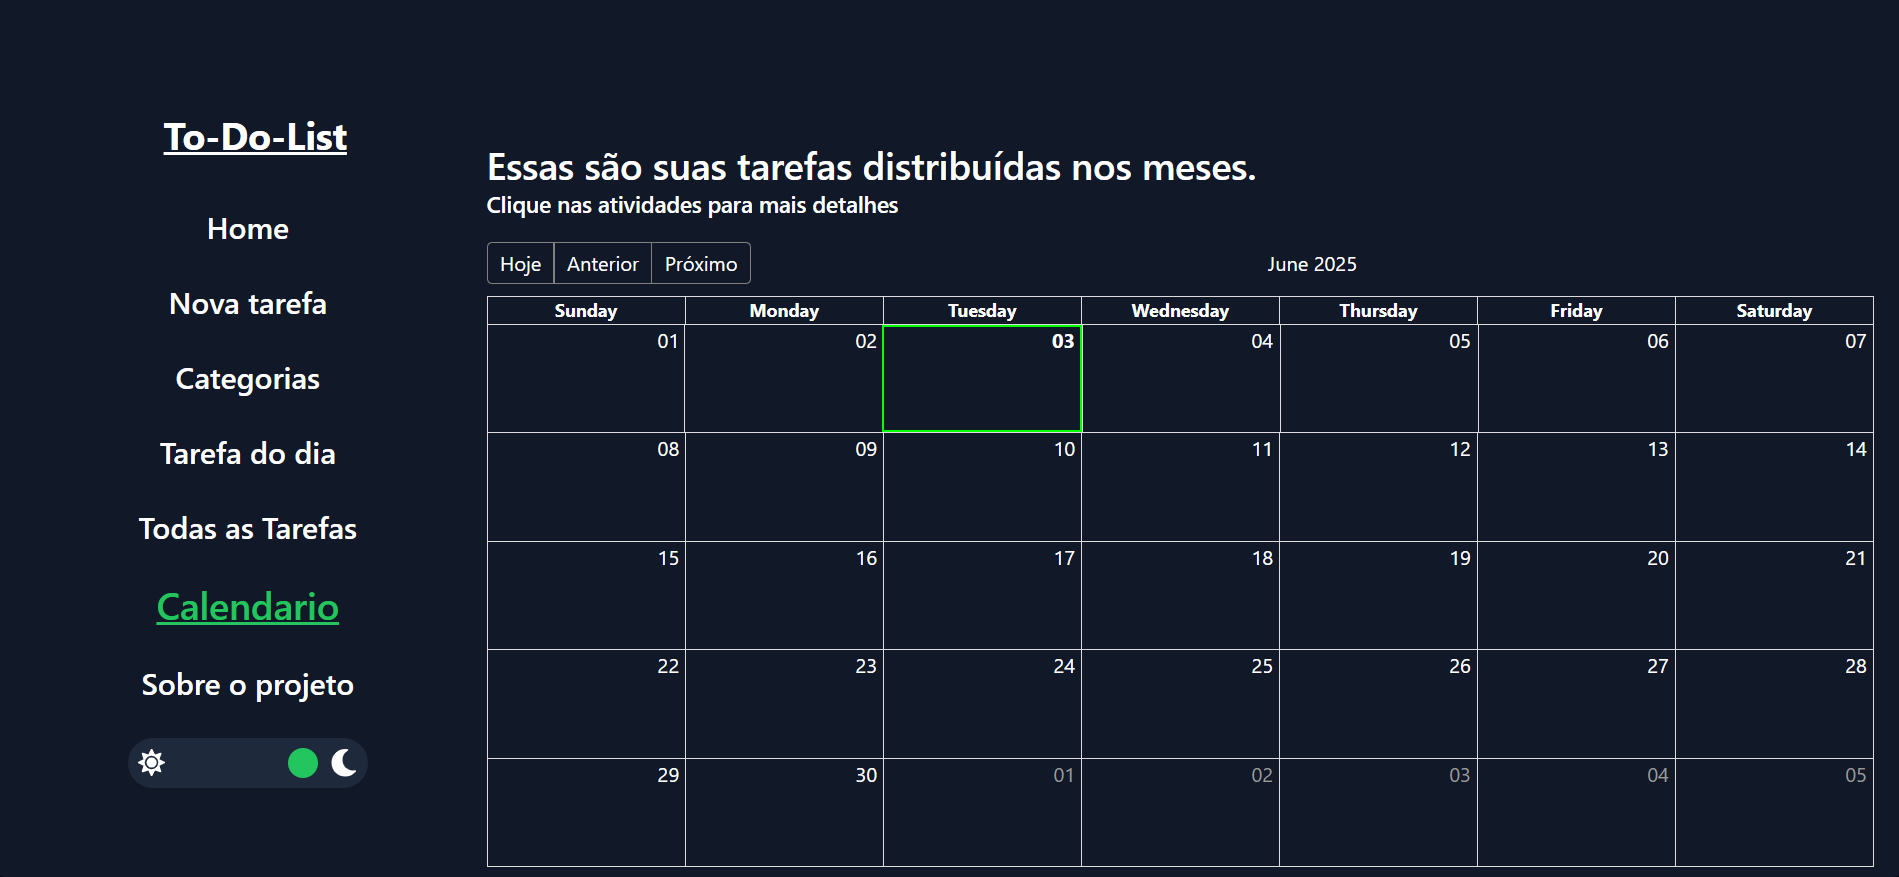 To-Do-List
Home
Nova tarefa
Categorias
Tarefa do dia
Todas as Tarefas
Calendario
Sobre o projeto
Essas são suas tarefas distribuídas nos meses.
Clique nas atividades para mais detalhes
Hoje Anterior Próximo June 2025
Sunday Monday Tuesday Wednesday Thursday Friday Saturday
01 02 03 04 05 06 07
08 09 10 11 12 13 14
15 16 17 18 19 20 21
22 23 24 25 26 27 28
29 30 01 02 03 04 05